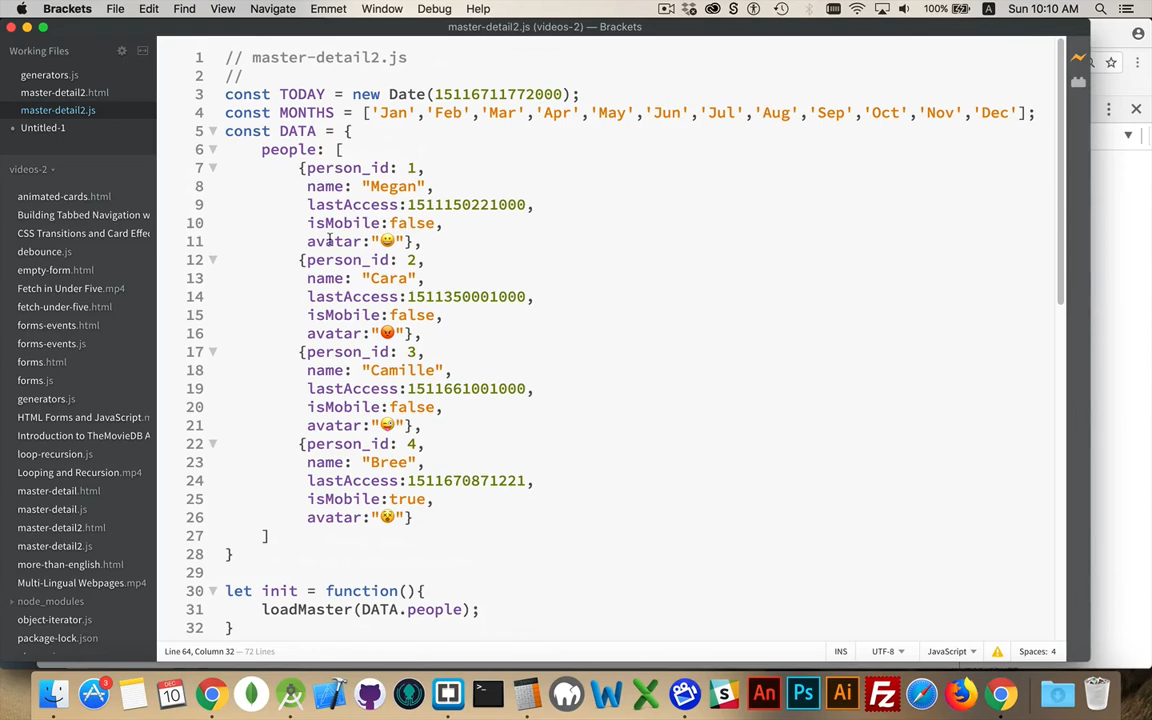 Brackets File Edit Find View Navigate Emmet Window Debug Help 100% A Sun 10:10 AM
master-detail2.js (videos-2) — Brackets
Working Files
generators.js
master-detail2.html
master-detail2.js
Untitled-1
videos-2
animated-cards.html
Building Tabbed Navigation w
CSS Transitions and Card Effec
debounce.js
empty-form.html
Fetch in Under Five.mp4
fetch-under-five.html
forms-events.html
forms-events.js
forms.html
forms.js
generators.js
HTML Forms and JavaScript.m
Introduction to TheMovieDB A
loop-recursion.js
Looping and Recursion.mp4
master-detail.html
master-detail.js
master-detail2.html
master-detail2.js
more-than-english.html
Multi-Lingual Webpages.mp4
node_modules
object-iterator.js
package-lock.json
1 // master-detail2.js
2 //
3 const TODAY = new Date(15116711772000);
4 const MONTHS = ['Jan','Feb','Mar','Apr','May','Jun','Jul','Aug','Sep','Oct','Nov','Dec'];
5 const DATA = {
6 people: [
7 {person_id: 1,
8 name: "Megan",
9 lastAccess:1511150221000,
10 isMobile:false,
11 avatar:"😀"},
12 {person_id: 2,
13 name: "Cara",
14 lastAccess:1511350001000,
15 isMobile:false,
16 avatar:"😡"},
17 {person_id: 3,
18 name: "Camille",
19 lastAccess:1511661001000,
20 isMobile:false,
21 avatar:"😜"},
22 {person_id: 4,
23 name: "Bree",
24 lastAccess:1511670871221,
25 isMobile:true,
26 avatar:"😵"}
27 ]
28 }
29
30 let init = function(){
31 loadMaster(DATA.people);
32 }
Line 64, Column 32 — 72 Lines
INS UTF-8 JavaScript Spaces: 4
3
DEC
10
An Ps Ai Fz